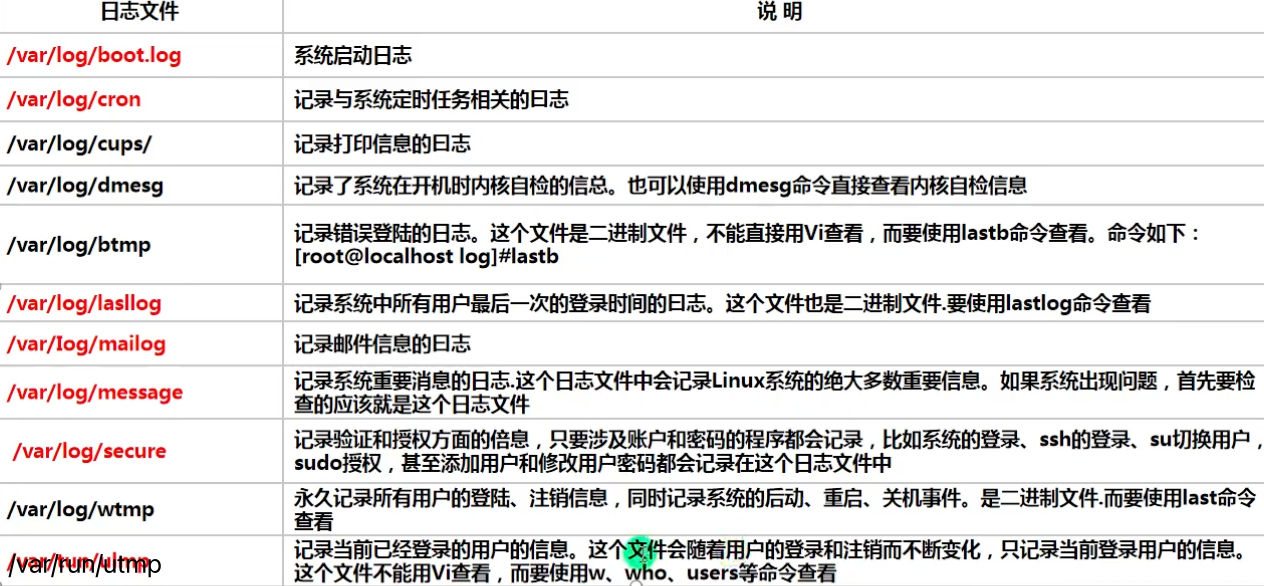 日志文件 说 明
/var/log/boot.log 系统启动日志
/var/log/cron 记录与系统定时任务相关的曰志
/var/log/cups/ 记录打印信息的曰志
/var/log/dmesg 记录了系统在开机时内核自检的信总。也可以使用dmesg命令直接查看内核自检信息
/var/log/btmp 记录错误登陆的日志。这个文件是二进制文件，不能直接用Vi查看，而要使用lastb命令查看。命令如下：
[root@localhost log]#lastb
/var/log/lasllog 记录系统中所有用户最后一次的登录时间的曰志。这个文件也是二进制文件.要使用lastlog命令查看
/var/Iog/mailog 记录邮件信息的曰志
/var/log/message 记录系统重要消息的日志.这个日志文件中会记录Linux系统的绝大多数重要信息。如果系统出现问题，首先要检
查的应该就是这个日志文件
/var/log/secure 记录验证和授权方面的倍息，只要涉及账户和密码的程序都会记录，比如系统的登录、ssh的登录、su切换用户，
sudo授权，甚至添加用户和修改用户密码都会记录在这个日志文件中
/var/log/wtmp 永久记录所有用户的登陆、注销信息，同时记录系统的后动、重启、关机事件。是二进制文件.而要使用last命令
查看
/var/run/utmp 记录当前已经登录的用户的信息。这个文件会随着用户的登录和注销而不断变化，只记录当前登录用户的信息。
这个文件不能用Vi查看，而要使用w、who、users等命令查看